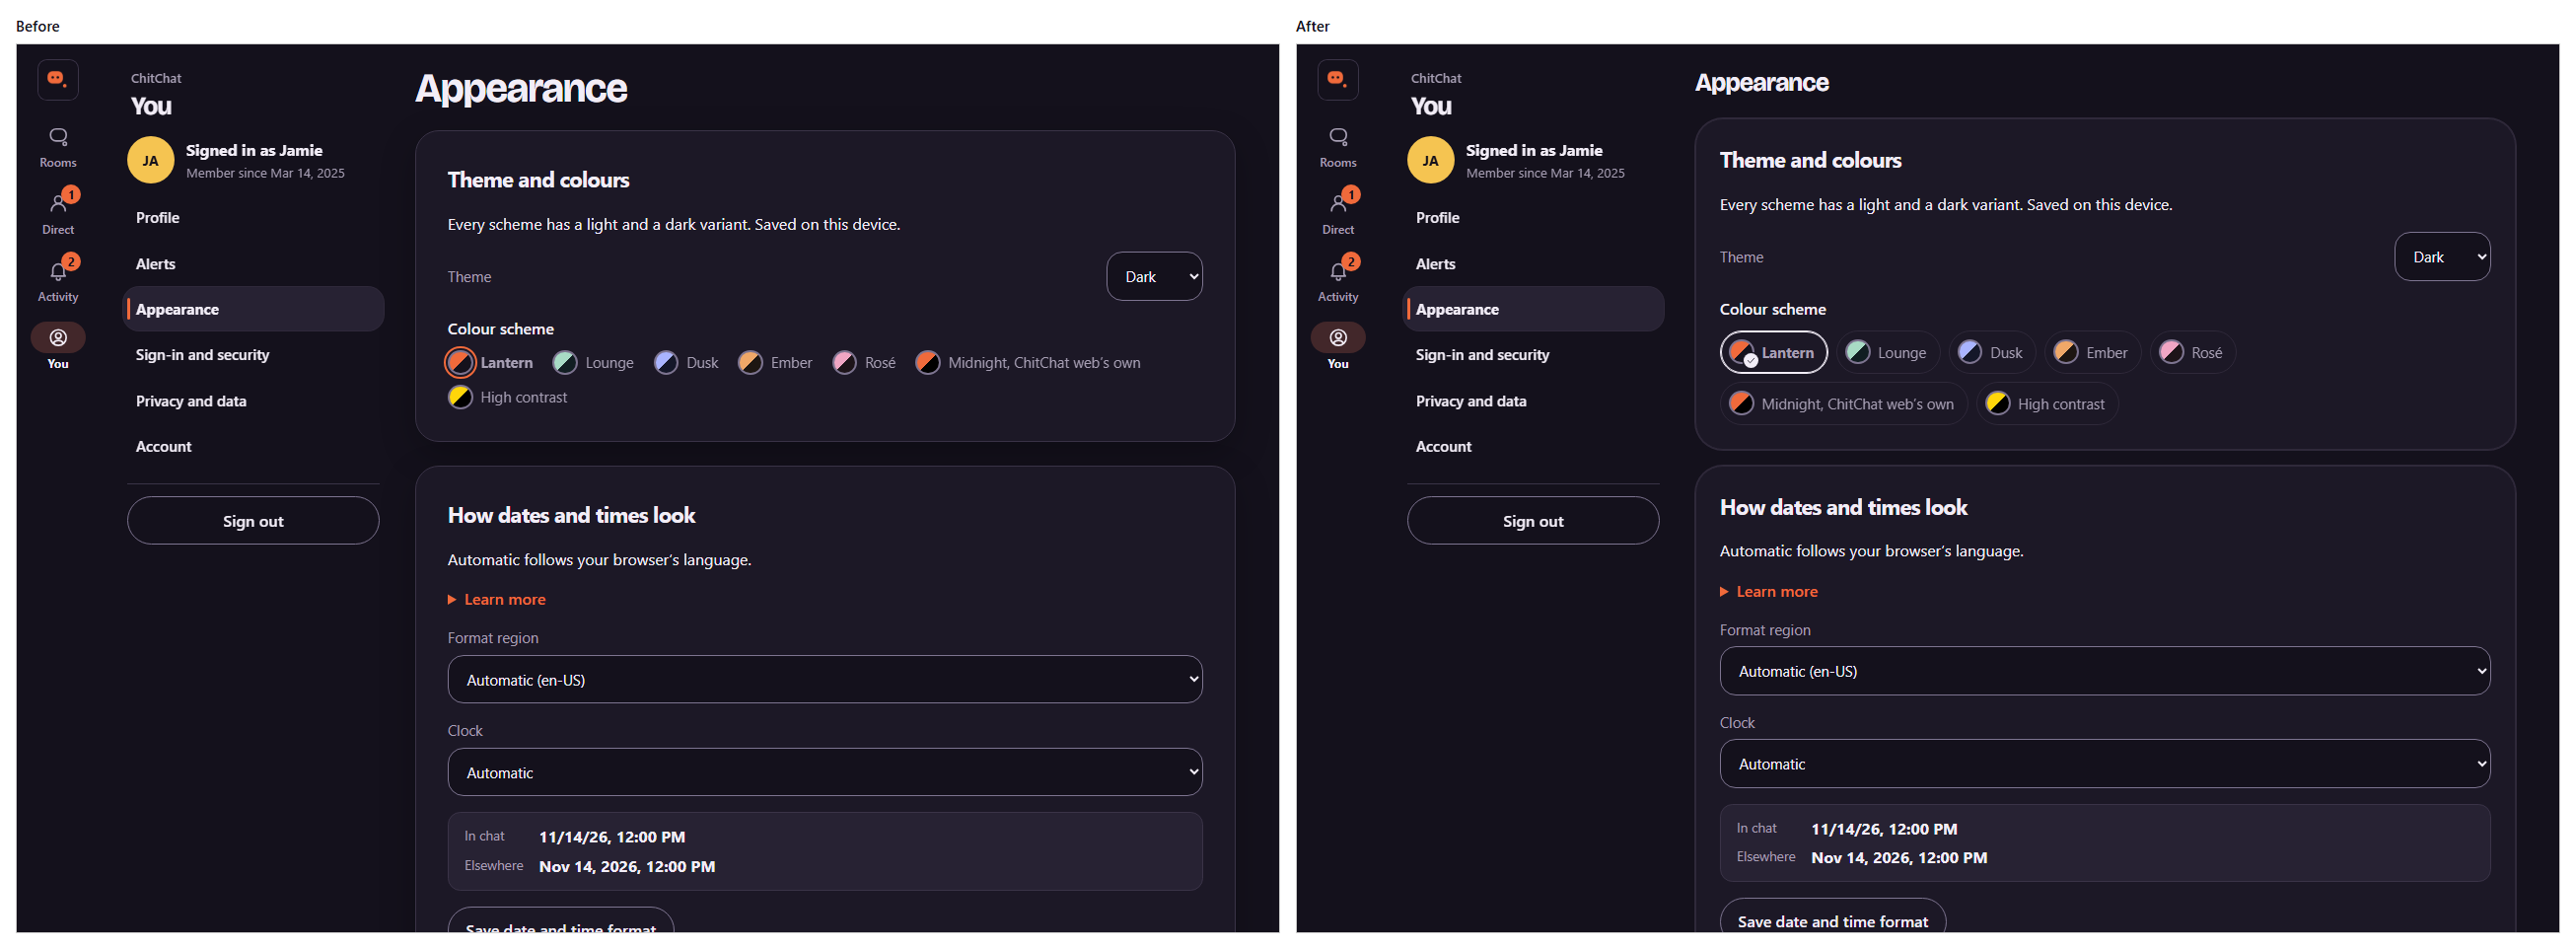 Before
ChitChat
You
JA
Signed in as Jamie
Member since Mar 14, 2025
Rooms
1
Direct
2
Activity
You
Profile
Alerts
Appearance
Sign-in and security
Privacy and data
Account
Sign out
Appearance
Theme and colours
Every scheme has a light and a dark variant. Saved on this device.
Theme
Dark
Colour scheme
Lantern
Lounge
Dusk
Ember
Rosé
Midnight, ChitChat web's own
High contrast
How dates and times look
Automatic follows your browser's language.
Learn more
Format region
Automatic (en-US)
Clock
Automatic
In chat 11/14/26, 12:00 PM
Elsewhere Nov 14, 2026, 12:00 PM
Save date and time format
After
ChitChat
You
JA
Signed in as Jamie
Member since Mar 14, 2025
Rooms
1
Direct
2
Activity
You
Profile
Alerts
Appearance
Sign-in and security
Privacy and data
Account
Sign out
Appearance
Theme and colours
Every scheme has a light and a dark variant. Saved on this device.
Theme
Dark
Colour scheme
Lantern
Lounge
Dusk
Ember
Rosé
Midnight, ChitChat web's own
High contrast
How dates and times look
Automatic follows your browser's language.
Learn more
Format region
Automatic (en-US)
Clock
Automatic
In chat 11/14/26, 12:00 PM
Elsewhere Nov 14, 2026, 12:00 PM
Save date and time format